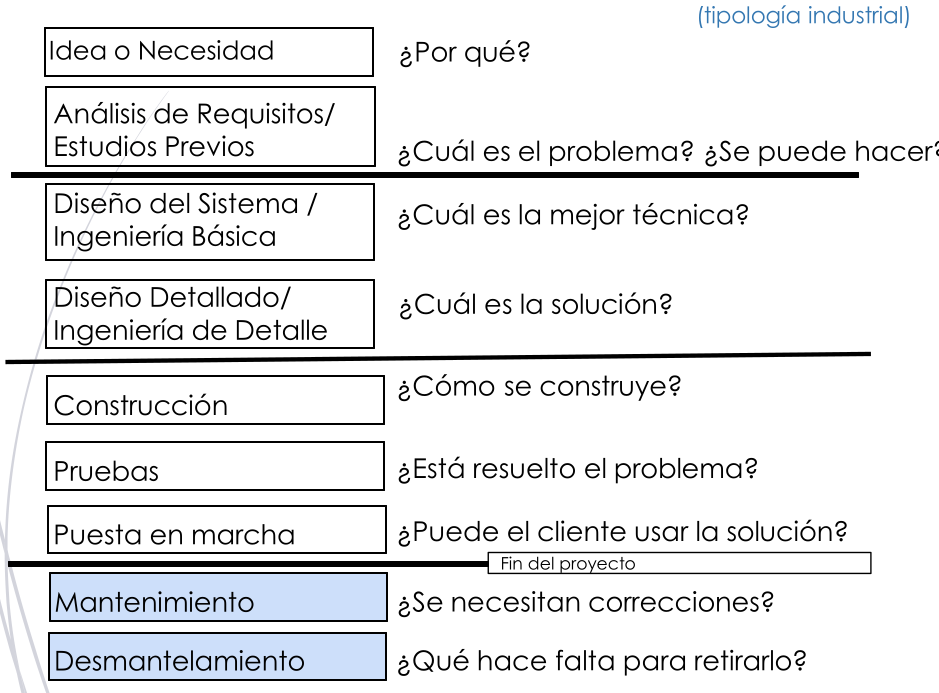 (tipología industrial)
Idea o Necesidad
¿Por qué?
Análisis de Requisitos/
Estudios Previos
¿Cuál es el problema? ¿Se puede hacer?
Diseño del Sistema /
Ingeniería Básica
¿Cuál es la mejor técnica?
Diseño Detallado/
Ingeniería de Detalle
¿Cuál es la solución?
Construcción
¿Cómo se construye?
Pruebas
¿Está resuelto el problema?
Puesta en marcha
¿Puede el cliente usar la solución?
Fin del proyecto
Mantenimiento
¿Se necesitan correcciones?
Desmantelamiento
¿Qué hace falta para retirarlo?